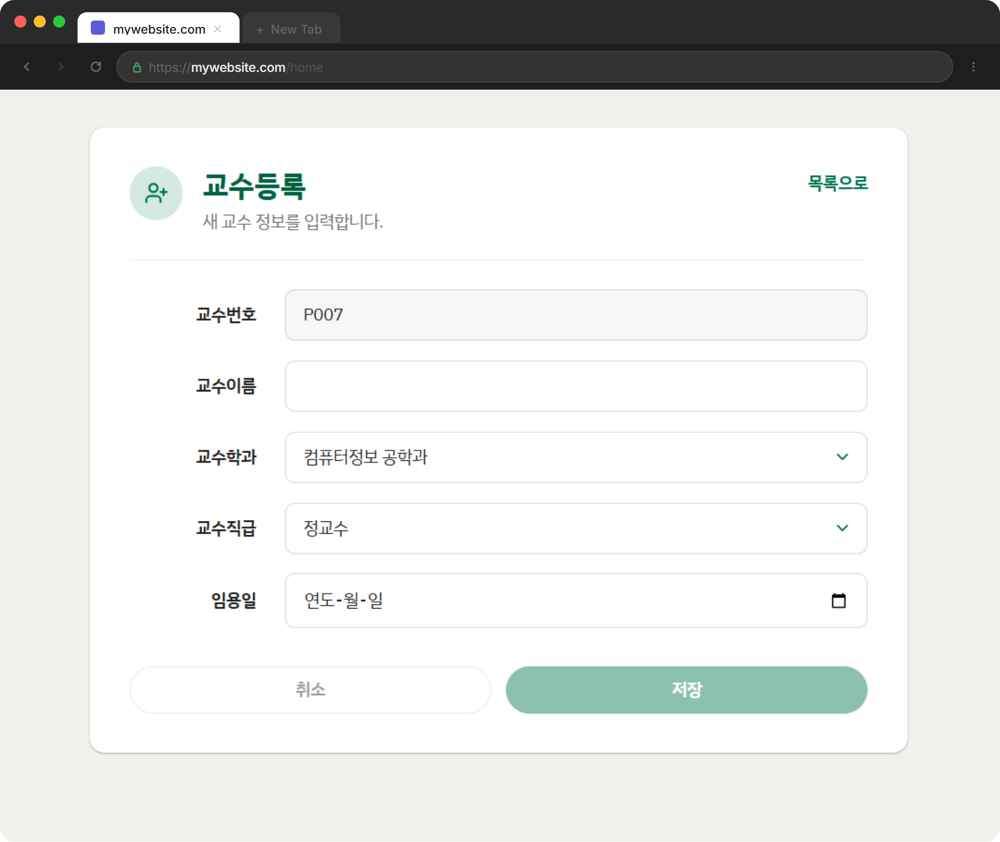 mywebsite.com
+ New Tab
https://mywebsite.com/home
교수등록
목록으로
새 교수 정보를 입력합니다.
교수번호 P007
교수이름
교수학과 컴퓨터정보 공학과
교수직급 정교수
임용일 연도-월-일
취소 저장